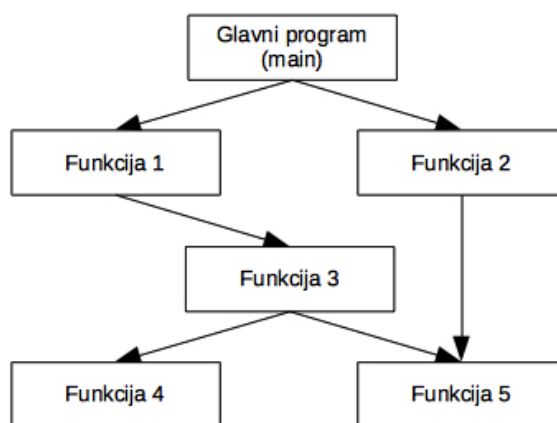 Glavni program
(main)
Funkcija 1
Funkcija 2
Funkcija 3
Funkcija 4
Funkcija 5